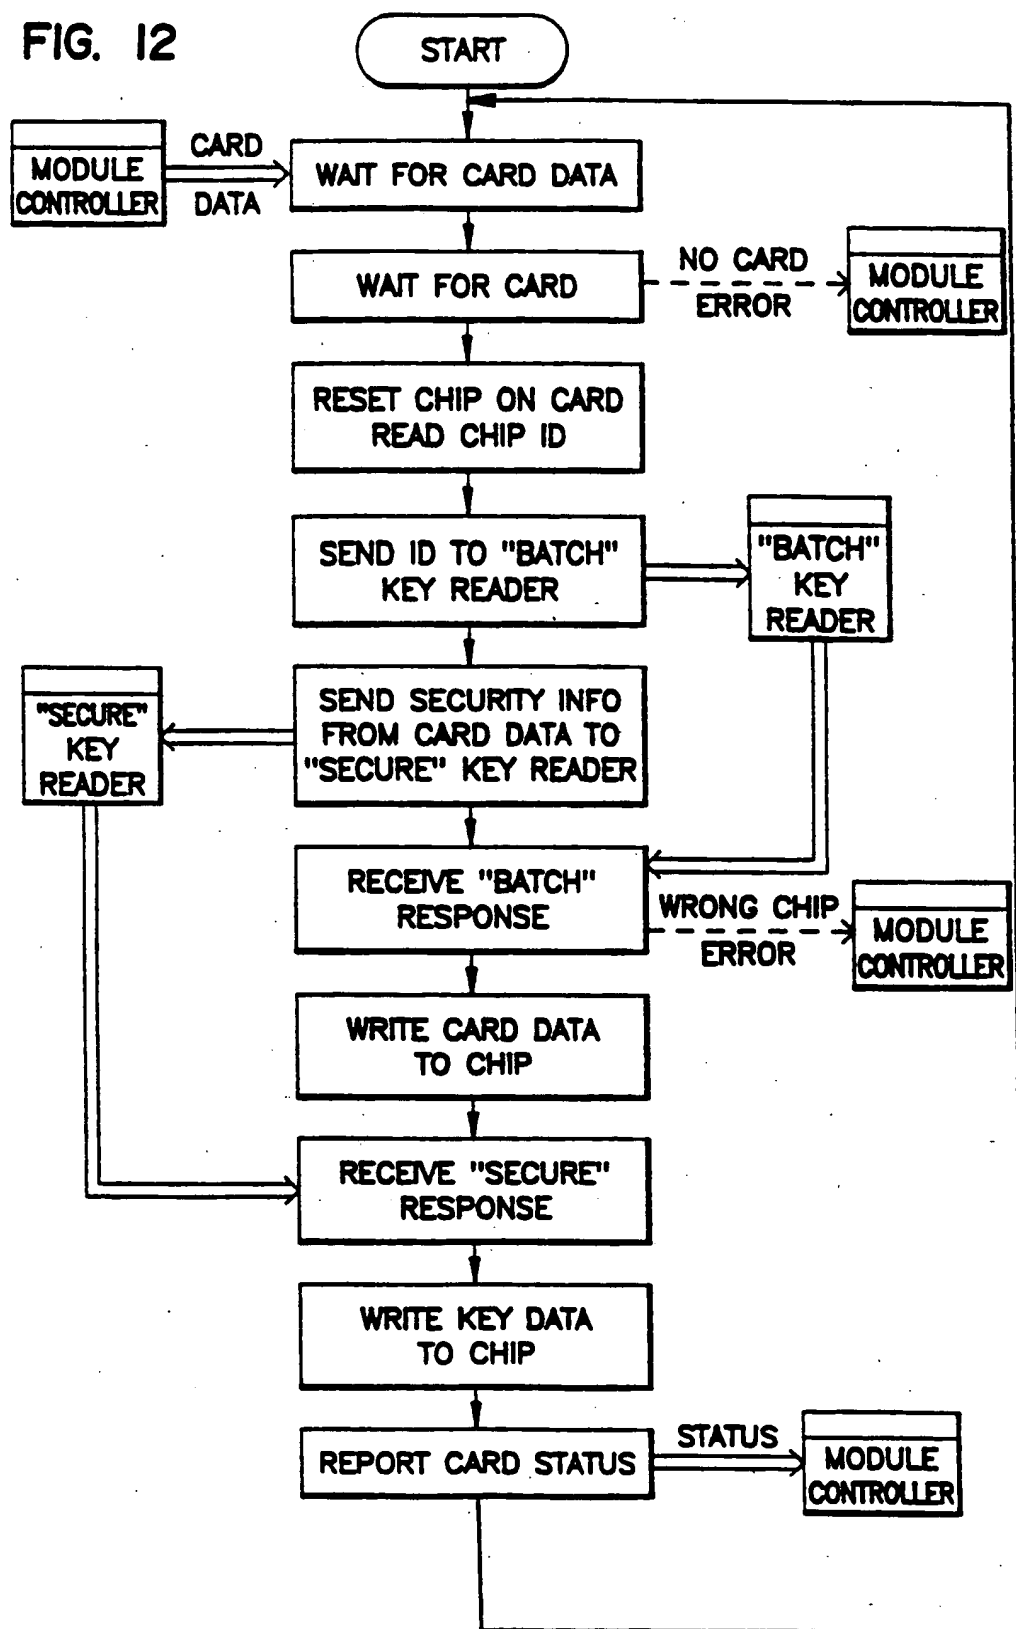 FIG. 12
START
CARD
DATA
MODULE
CONTROLLER
WAIT FOR CARD DATA
WAIT FOR CARD
NO CARD
ERROR
MODULE
CONTROLLER
RESET CHIP ON CARD
READ CHIP ID
SEND ID TO "BATCH"
KEY READER
"BATCH"
KEY
READER
SEND SECURITY INFO
FROM CARD DATA TO
"SECURE" KEY READER
"SECURE"
KEY
READER
RECEIVE "BATCH"
RESPONSE
WRONG CHIP
ERROR
MODULE
CONTROLLER
WRITE CARD DATA
TO CHIP
RECEIVE "SECURE"
RESPONSE
WRITE KEY DATA
TO CHIP
REPORT CARD STATUS
STATUS
MODULE
CONTROLLER